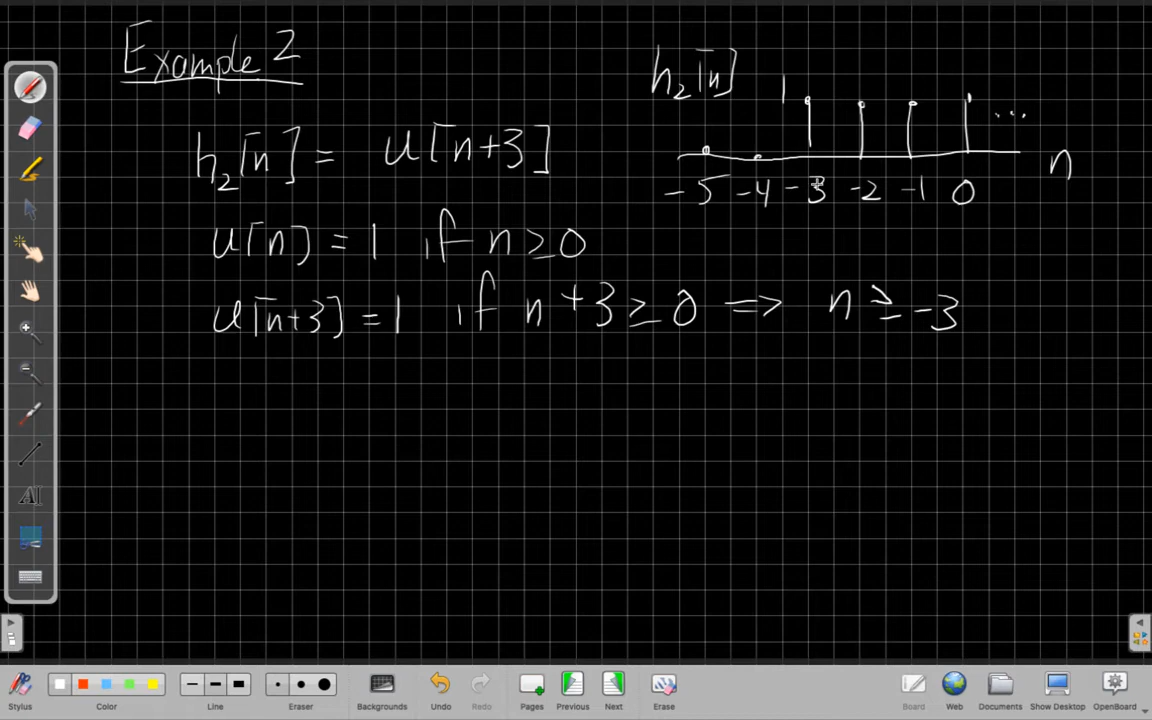 Example 2
h₂[n] 1
h₂[n] = u[n+3]
... n
-5 -4 -3 -2 -1 0
u[n] = 1 if n ≥ 0
u[n+3] = 1 if n + 3 ≥ 0 ⟹ n ≥ -3
AI
Stylus Color Line Eraser Backgrounds Undo Redo Pages Previous Next Erase Board Web Documents Show Desktop OpenBoard